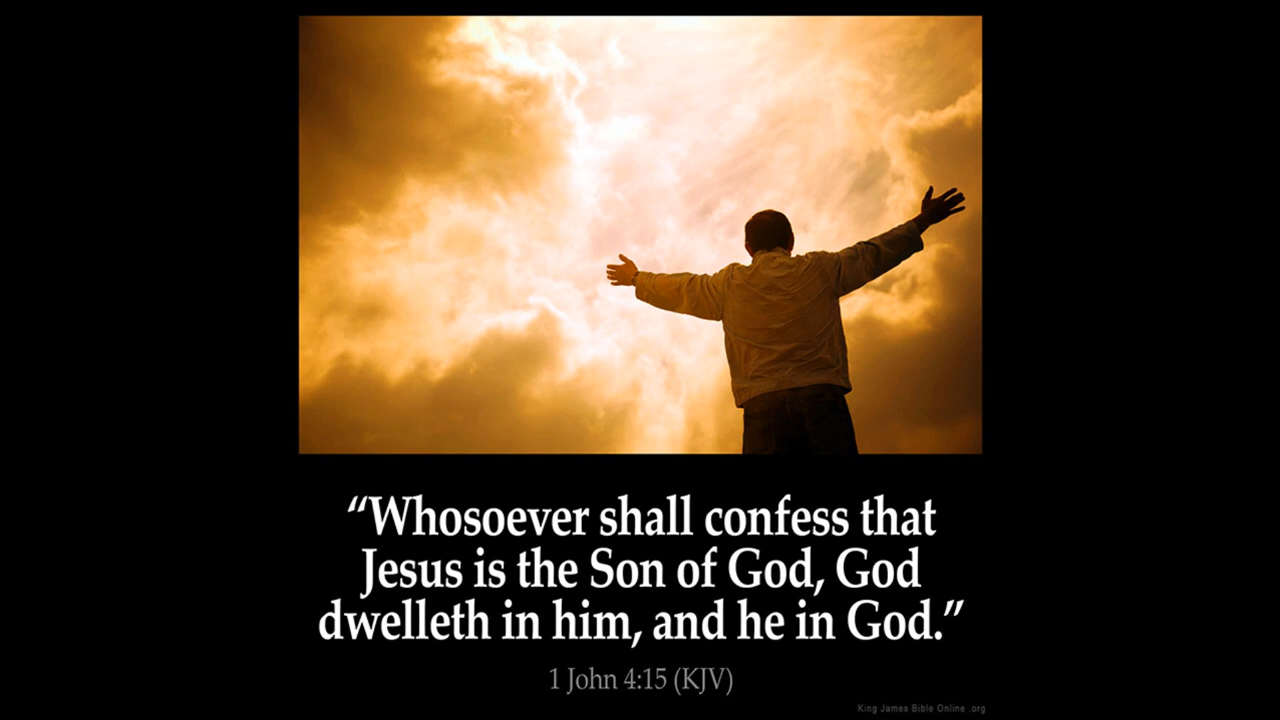 “Whosoever shall confess that
Jesus is the Son of God, God
dwelleth in him, and he in God.”
1 John 4:15 (KJV)
King James Bible Online .org